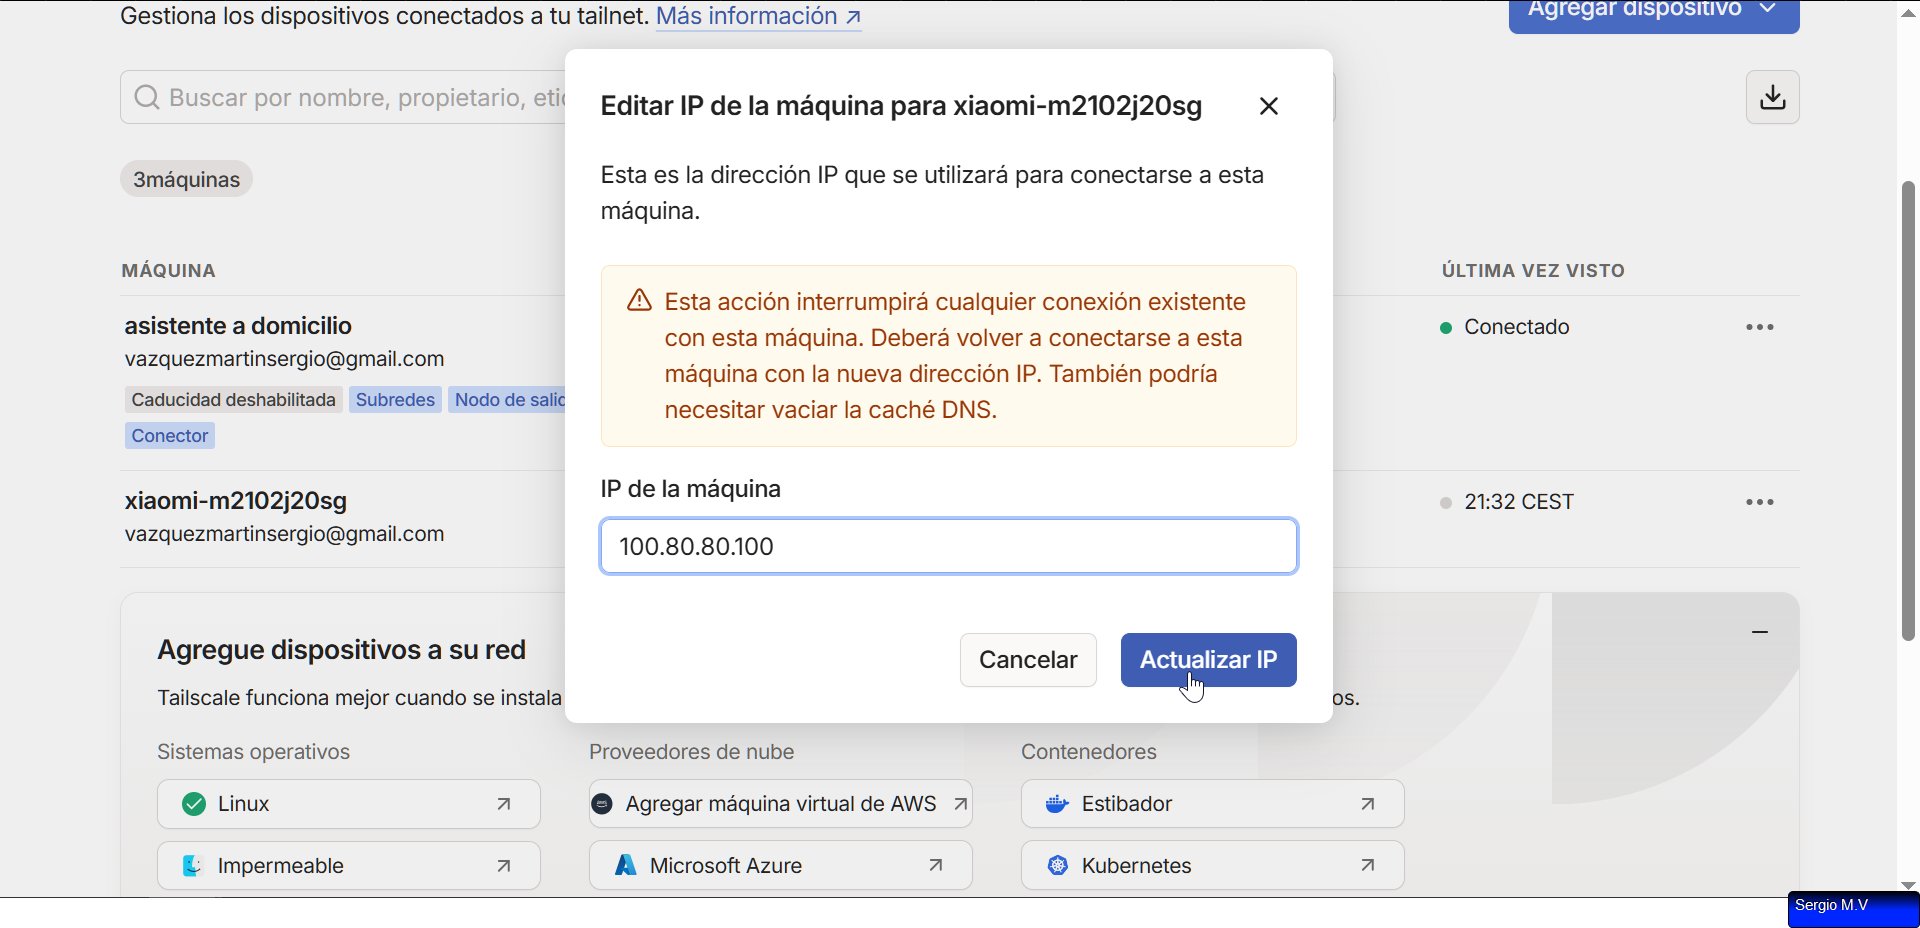 Gestiona los dispositivos conectados a tu tailnet. Más información ↗
Agregar dispositivo
Buscar por nombre, propietario, etic
3máquinas
MÁQUINA
ÚLTIMA VEZ VISTO
asistente a domicilio
vazquezmartinsergio@gmail.com
Caducidad deshabilitada Subredes Nodo de salid
Conector
Conectado
xiaomi-m2102j20sg
vazquezmartinsergio@gmail.com
21:32 CEST
Editar IP de la máquina para xiaomi-m2102j20sg
Esta es la dirección IP que se utilizará para conectarse a esta
máquina.
Esta acción interrumpirá cualquier conexión existente
con esta máquina. Deberá volver a conectarse a esta
máquina con la nueva dirección IP. También podría
necesitar vaciar la caché DNS.
IP de la máquina
100.80.80.100
Cancelar
Actualizar IP
Agregue dispositivos a su red
Tailscale funciona mejor cuando se instala
os.
Sistemas operativos
Proveedores de nube
Contenedores
Linux
Agregar máquina virtual de AWS
Estibador
Impermeable
Microsoft Azure
Kubernetes
Sergio M.V